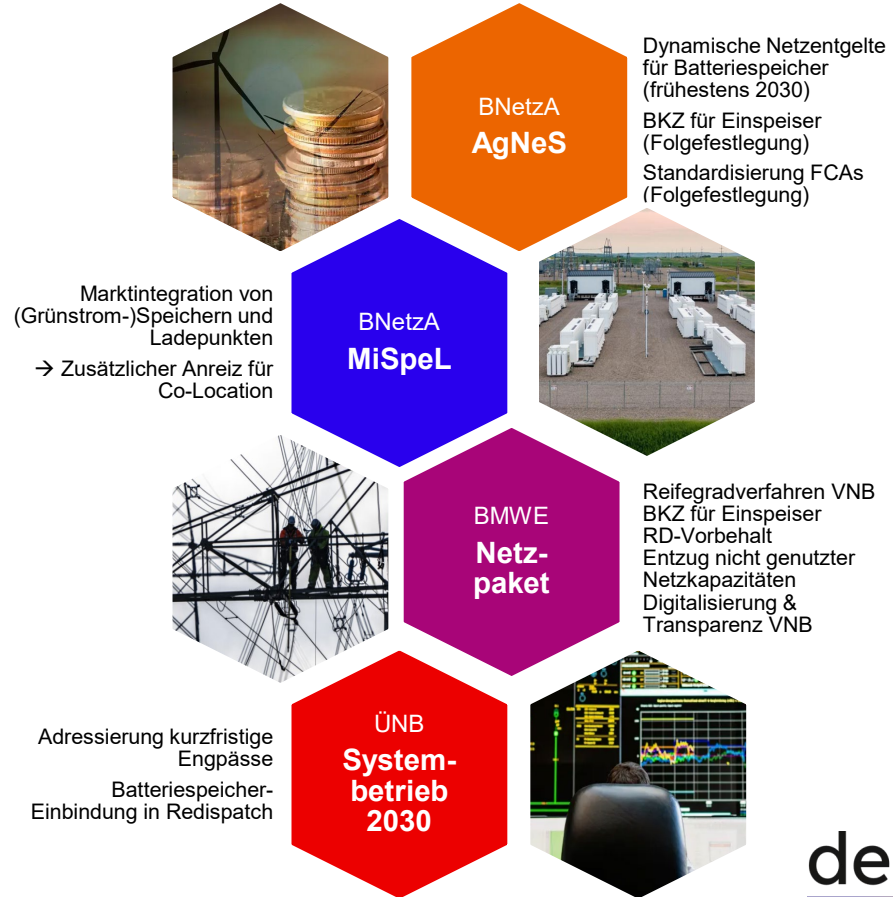 BNetzA
AgNeS
Dynamische Netzentgelte
für Batteriespeicher
(frühestens 2030)
BKZ für Einspeiser
(Folgefestlegung)
Standardisierung FCAs
(Folgefestlegung)
Marktintegration von
(Grünstrom-)Speichern und
Ladepunkten
→ Zusätzlicher Anreiz für
Co-Location
BNetzA
MiSpeL
BMWE
Netz-
paket
Reifegradverfahren VNB
BKZ für Einspeiser
RD-Vorbehalt
Entzug nicht genutzter
Netzkapazitäten
Digitalisierung &
Transparenz VNB
Adressierung kurzfristige
Engpässe
Batteriespeicher-
Einbindung in Redispatch
ÜNB
System-
betrieb
2030
de